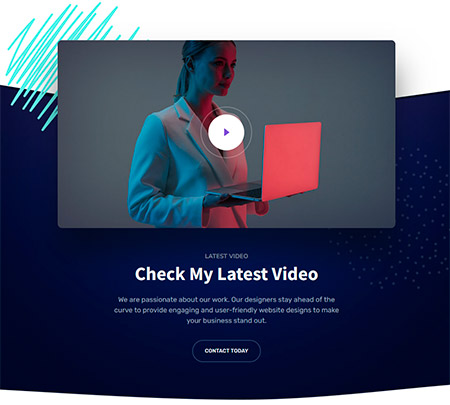 LATEST VIDEO
Check My Latest Video
We are passionate about our work. Our designers stay ahead of the
curve to provide engaging and user-friendly website designs to make
your business stand out.
CONTACT TODAY